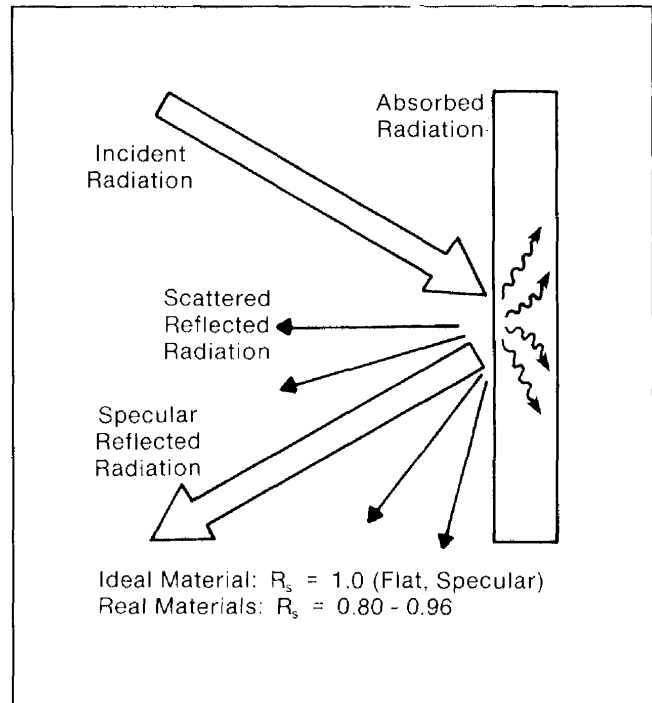 Absorbed
Radiation
Incident
Radiation
Scattered
Reflected
Radiation
Specular
Reflected
Radiation
Ideal Material: Rₛ = 1.0 (Flat, Specular)
Real Materials: Rₛ = 0.80 - 0.96